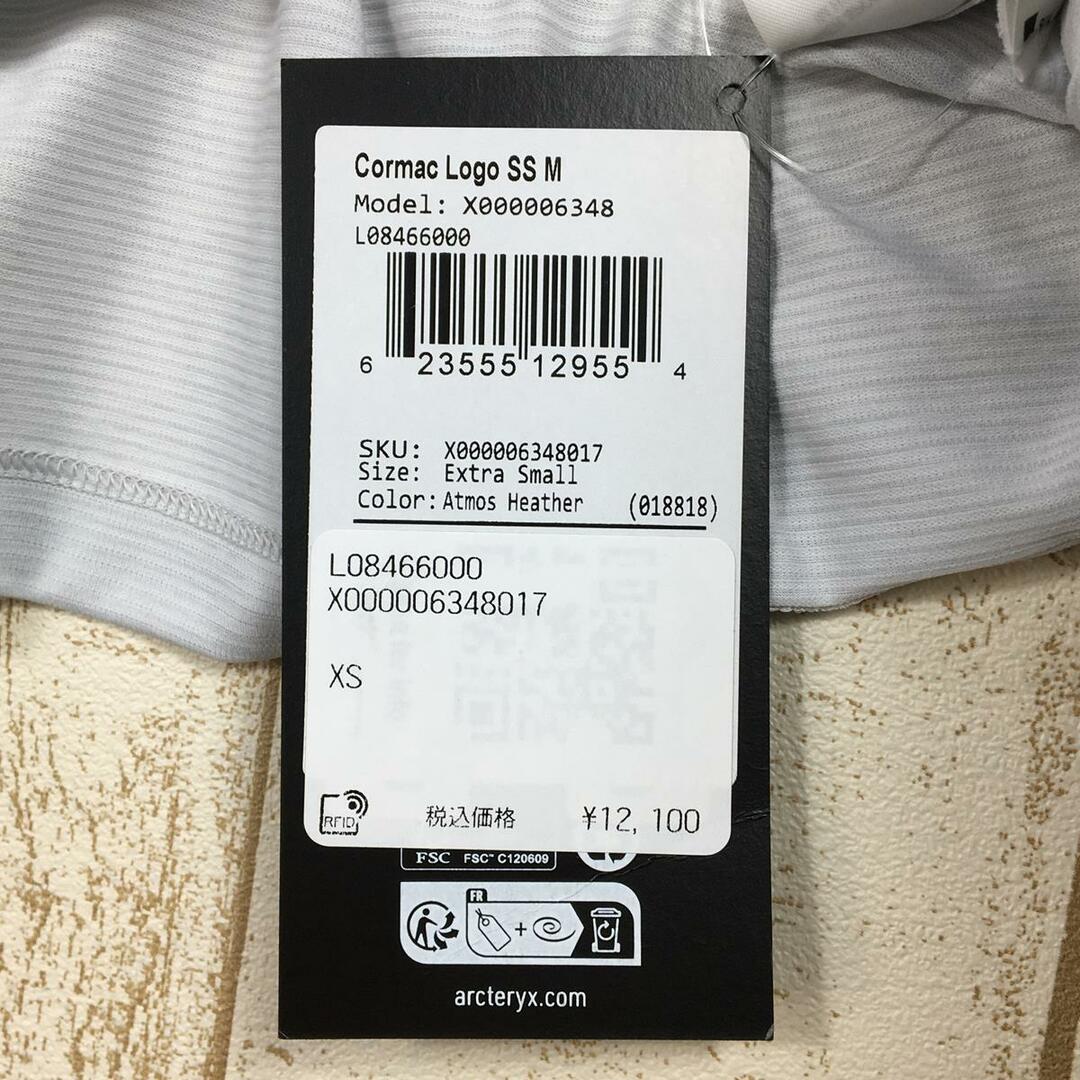 Cormac Logo SS M
Model: X000006348
L08466000
6 23555 12955 4
SKU: X000006348017
Size: Extra Small
Color: Atmos Heather (018818)
L08466000
X000006348017
XS
RFID 税込価格 ¥12,100
FSC FSC™ C120609
FR
+
arcteryx.com